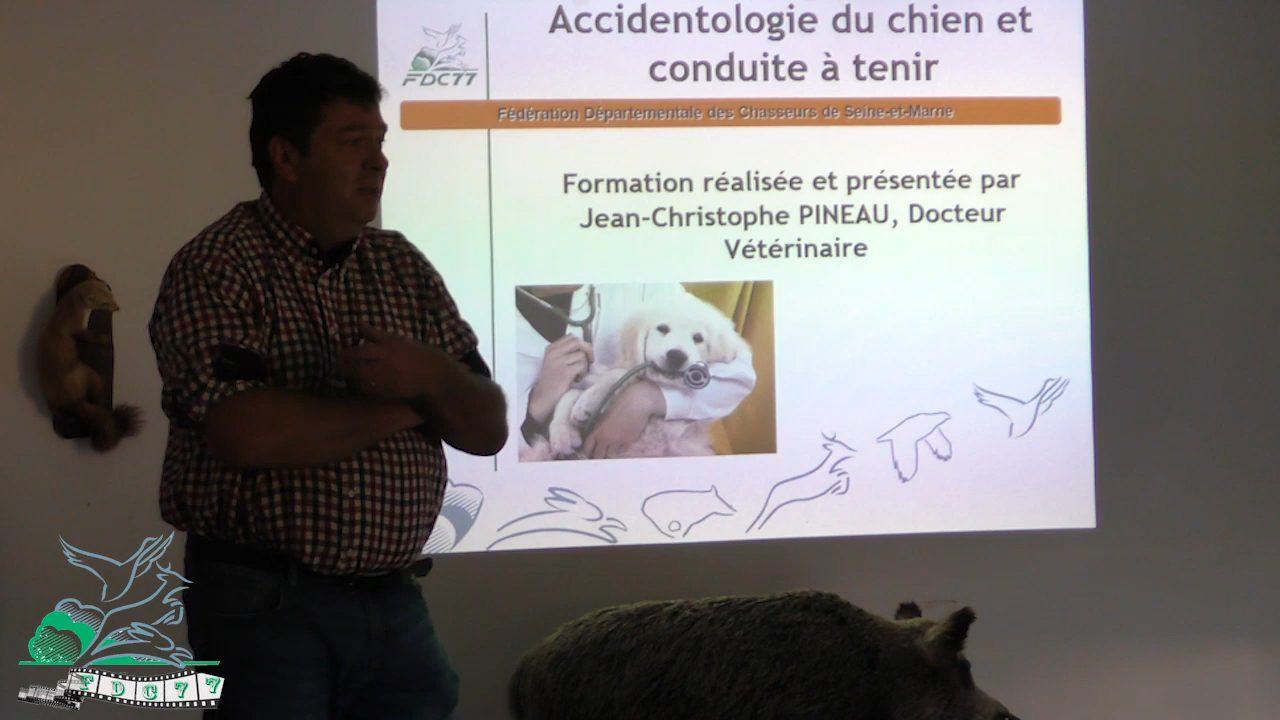 Accidentologie du chien et
conduite à tenir
FDC77
Fédération Départementale des Chasseurs de Seine-et-Marne
Formation réalisée et présentée par
Jean-Christophe PINEAU, Docteur
Vétérinaire
FDC77